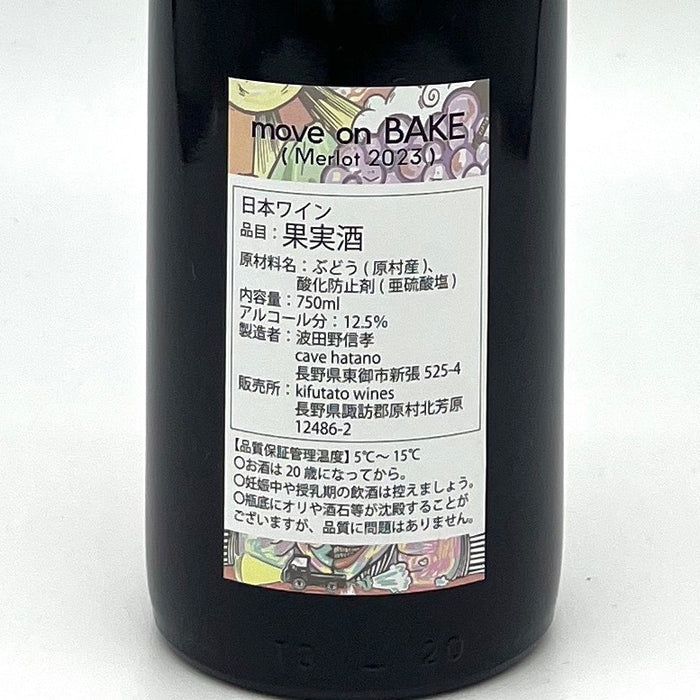 move on BAKE
( Merlot 2023 )
日本ワイン
品目：果実酒
原材料名：ぶどう ( 原村産 )、
酸化防止剤 ( 亜硫酸塩 )
内容量：750ml
アルコール分：12.5%
製造者：波田野信孝
cave hatano
長野県東御市新張 525-4
販売所：kifutato wines
長野県諏訪郡原村北芳原
12486-2
【品質保証管理温度】5℃〜 15℃
○お酒は 20 歳になってから。
○妊娠中や授乳期の飲酒は控えましょう。
○瓶底にオリや酒石等が沈殿することが
ございますが、品質に問題はありません。